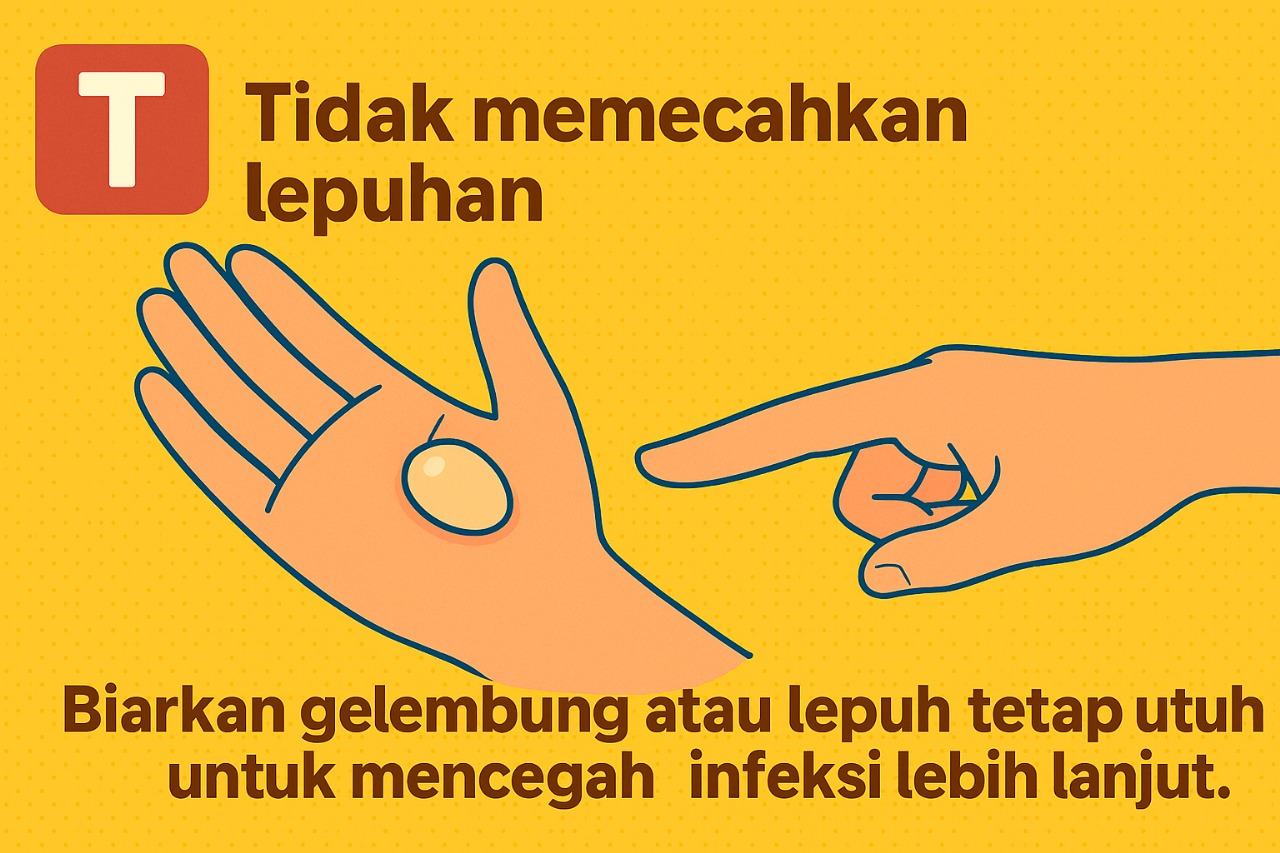 T
Tidak memecahkan
lepuhan
Biarkan gelembung atau lepuh tetap utuh
untuk mencegah infeksi lebih lanjut.